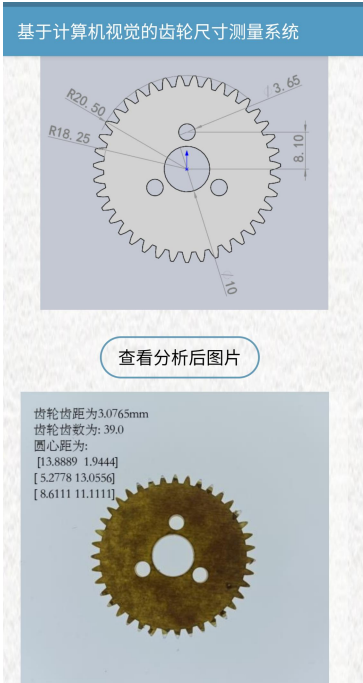 基于计算机视觉的齿轮尺寸测量系统
R20.50
3.65
R18.25
8.10
10
查看分析后图片
齿轮齿距为3.0765mm
齿轮齿数为: 39.0
圆心距为:
[13.8889 1.9444]
[ 5.2778 13.0556]
[ 8.6111 11.1111]